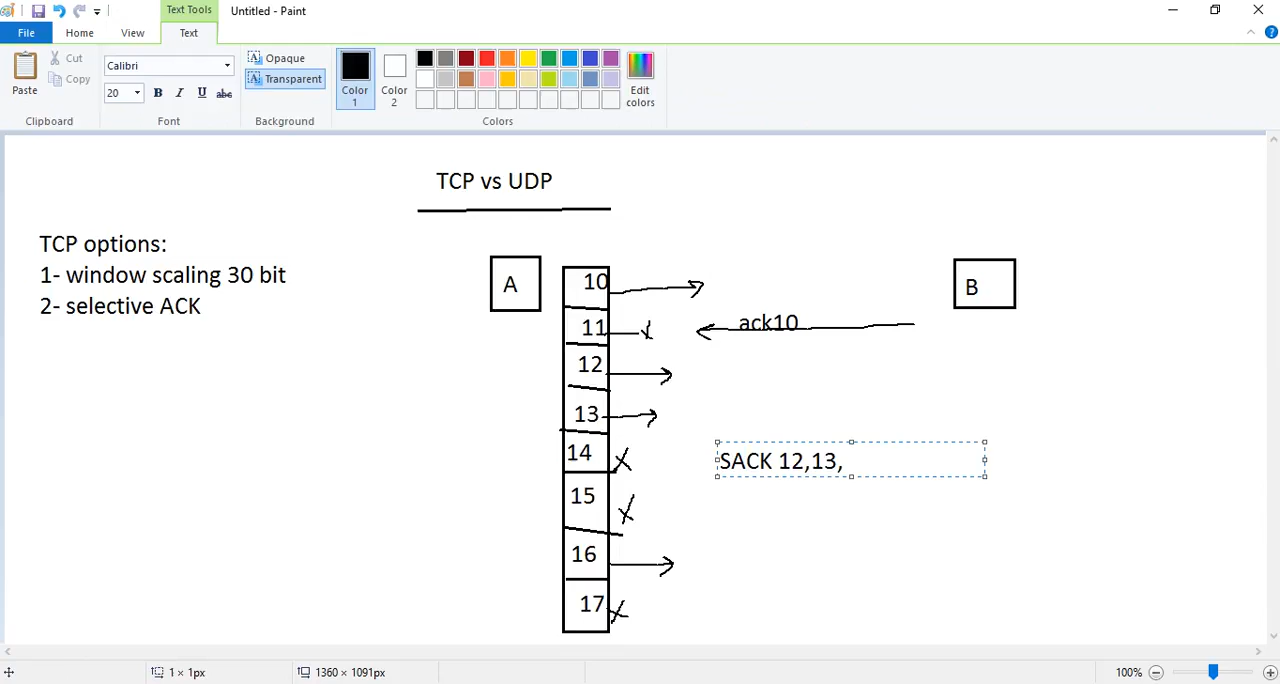 Text Tools
Untitled - Paint
File
Home
View
Text
Paste
Cut
Copy
Clipboard
Calibri
20
B I U abc
Font
Opaque
Transparent
Background
Color 1
Color 2
Edit colors
Colors
TCP vs UDP
TCP options:
1- window scaling 30 bit
2- selective ACK
A
B
10
11
ack10
12
13
14
SACK 12,13,
15
16
17
1 × 1px
1360 × 1091px
100%